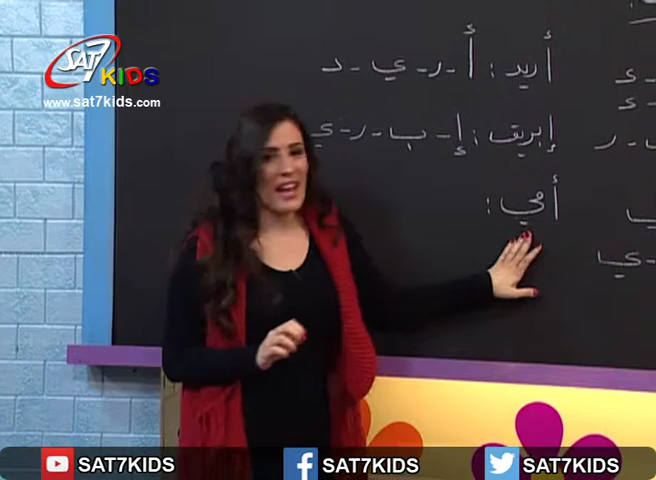 SAT7
KIDS
www.sat7kids.com
أريد : أ - ر - ي - د
إبريق : إ - ب - ر - ي
أمي :
SAT7KIDS
SAT7KIDS
SAT7KIDS